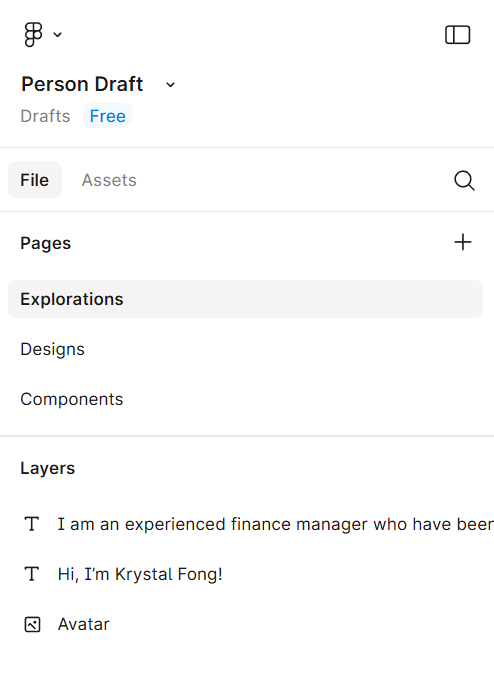 Person Draft
Drafts Free
File Assets
Pages
Explorations
Designs
Components
Layers
I am an experienced finance manager who have been
Hi, I’m Krystal Fong!
Avatar